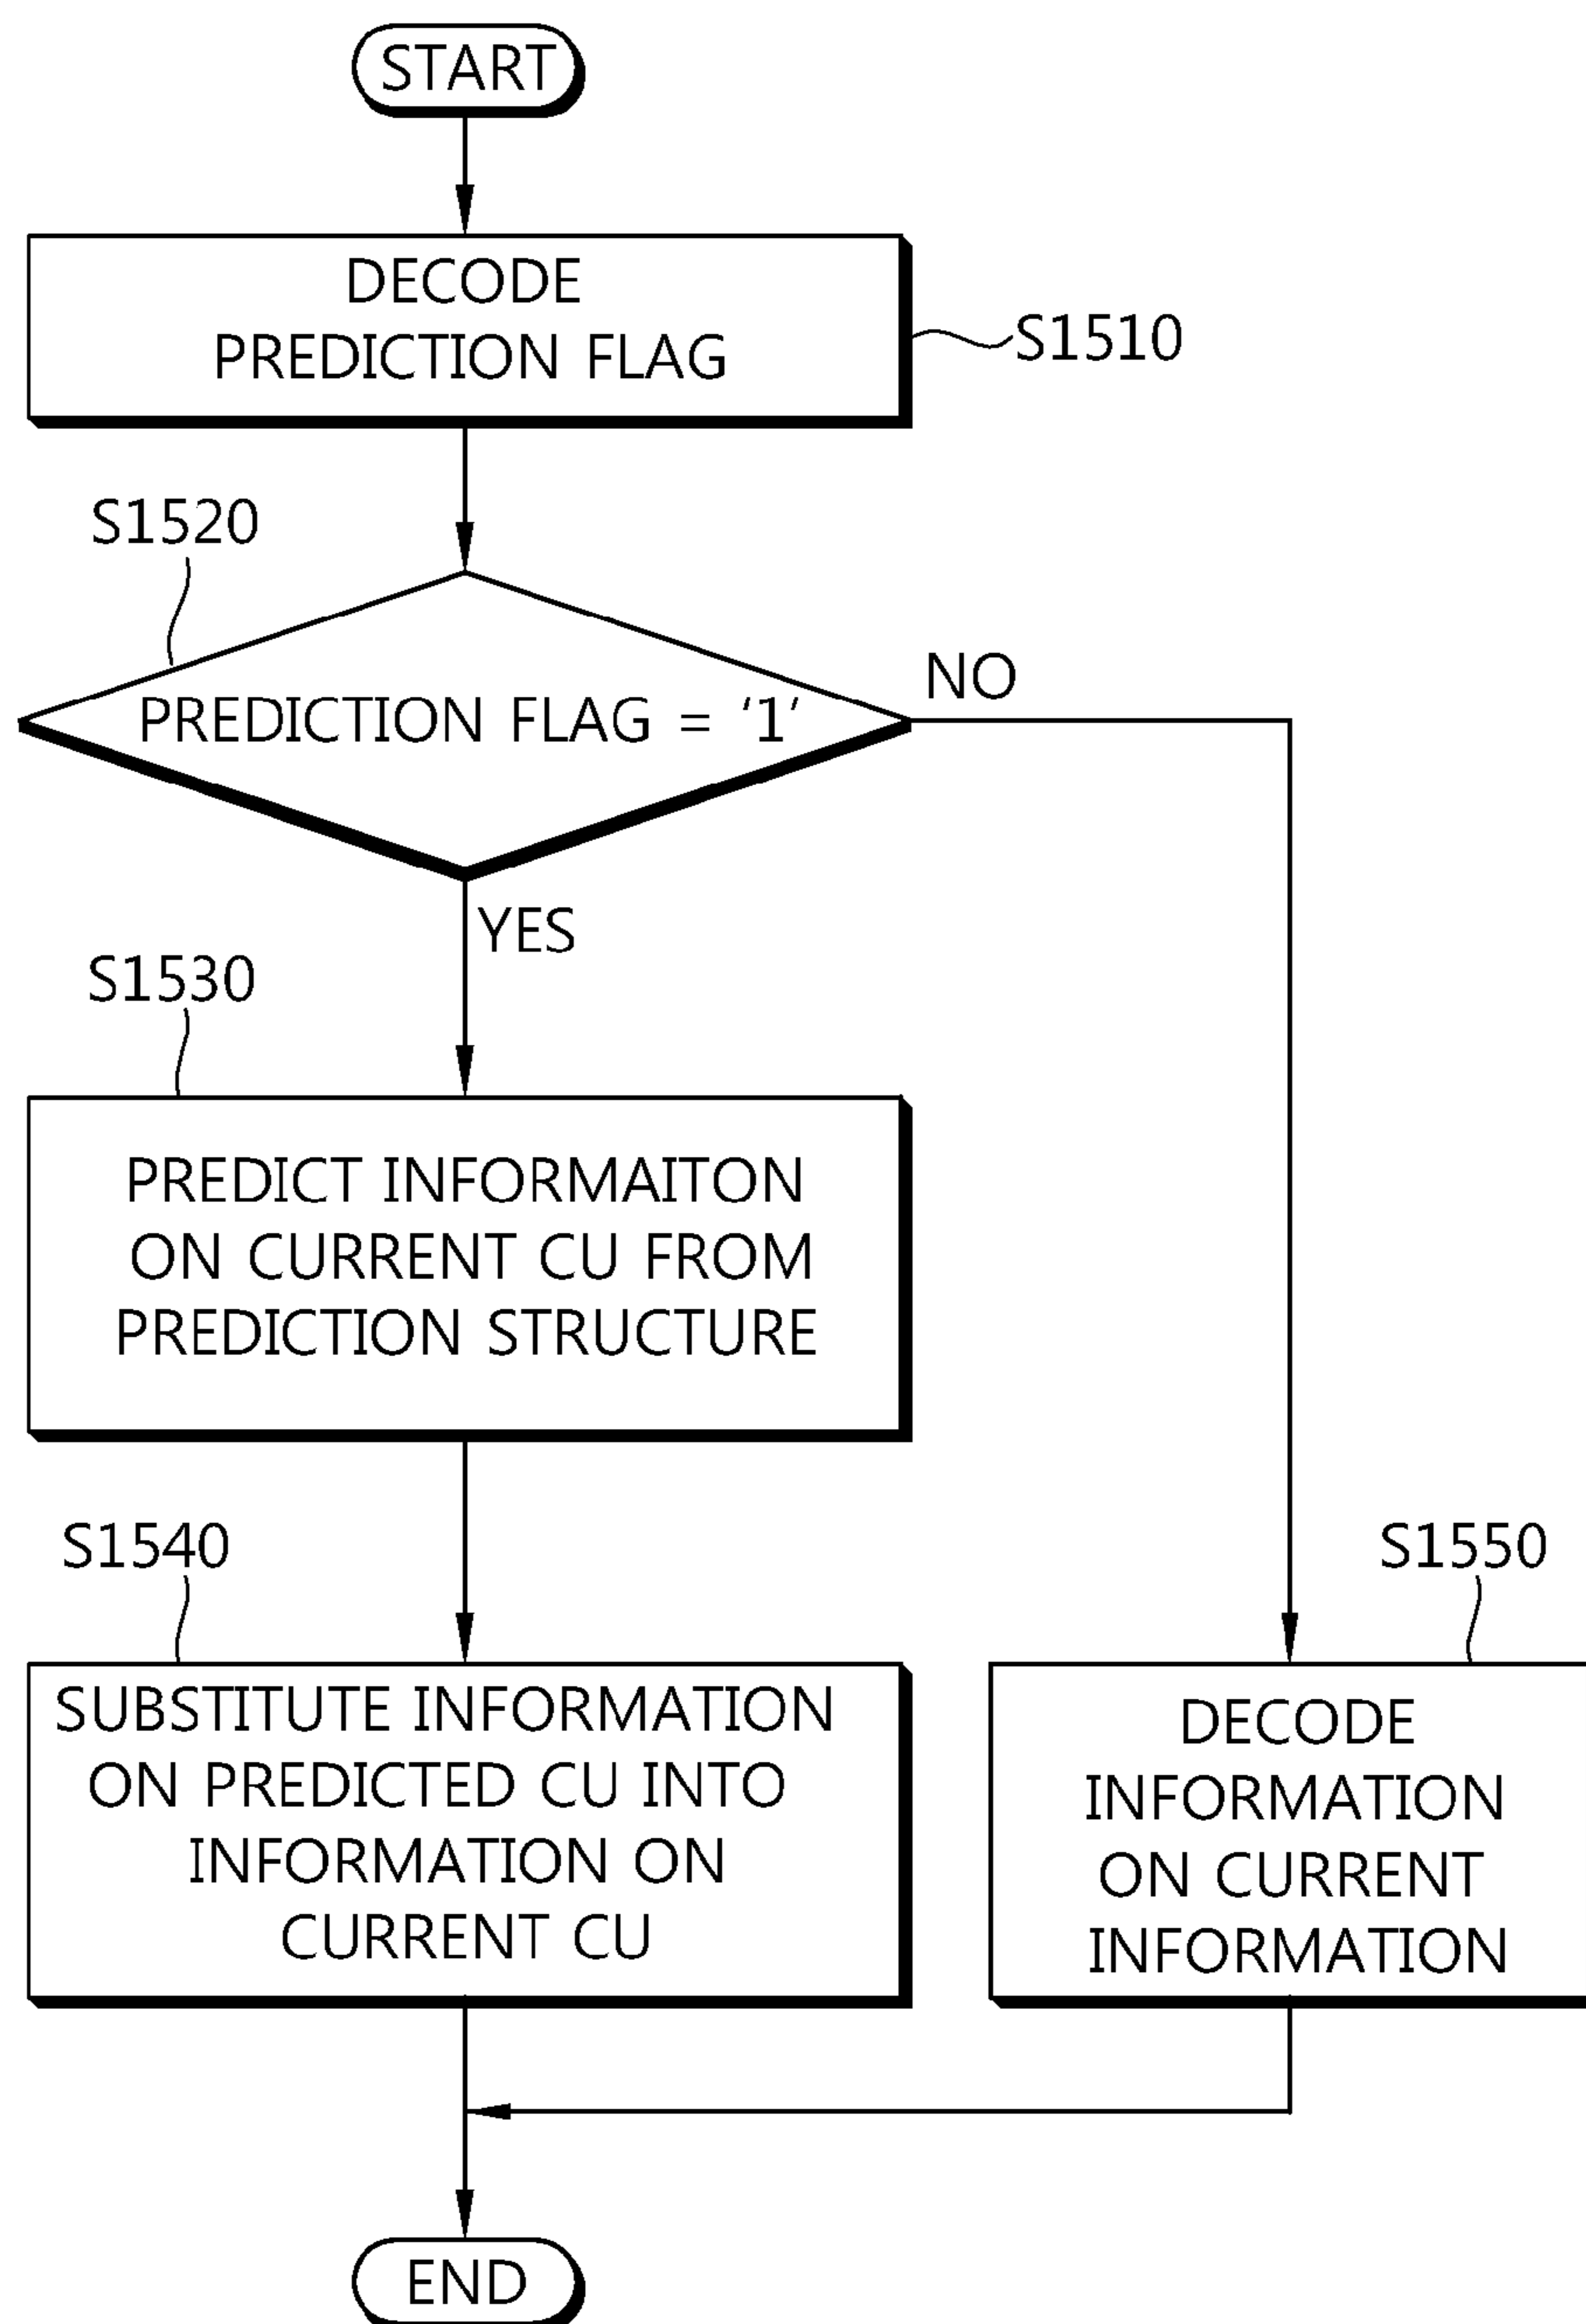 START
DECODE
PREDICTION FLAG
S1510
S1520
PREDICTION FLAG = ‘1’
NO
YES
S1530
PREDICT INFORMAITON
ON CURRENT CU FROM
PREDICTION STRUCTURE
S1540
SUBSTITUTE INFORMATION
ON PREDICTED CU INTO
INFORMATION ON
CURRENT CU
S1550
DECODE
INFORMATION
ON CURRENT
INFORMATION
END